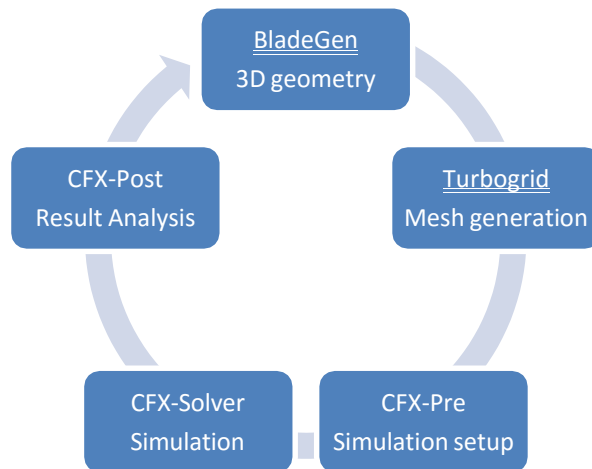 BladeGen
3D geometry
Turbogrid
Mesh generation
CFX-Pre
Simulation setup
CFX-Solver
Simulation
CFX-Post
Result Analysis